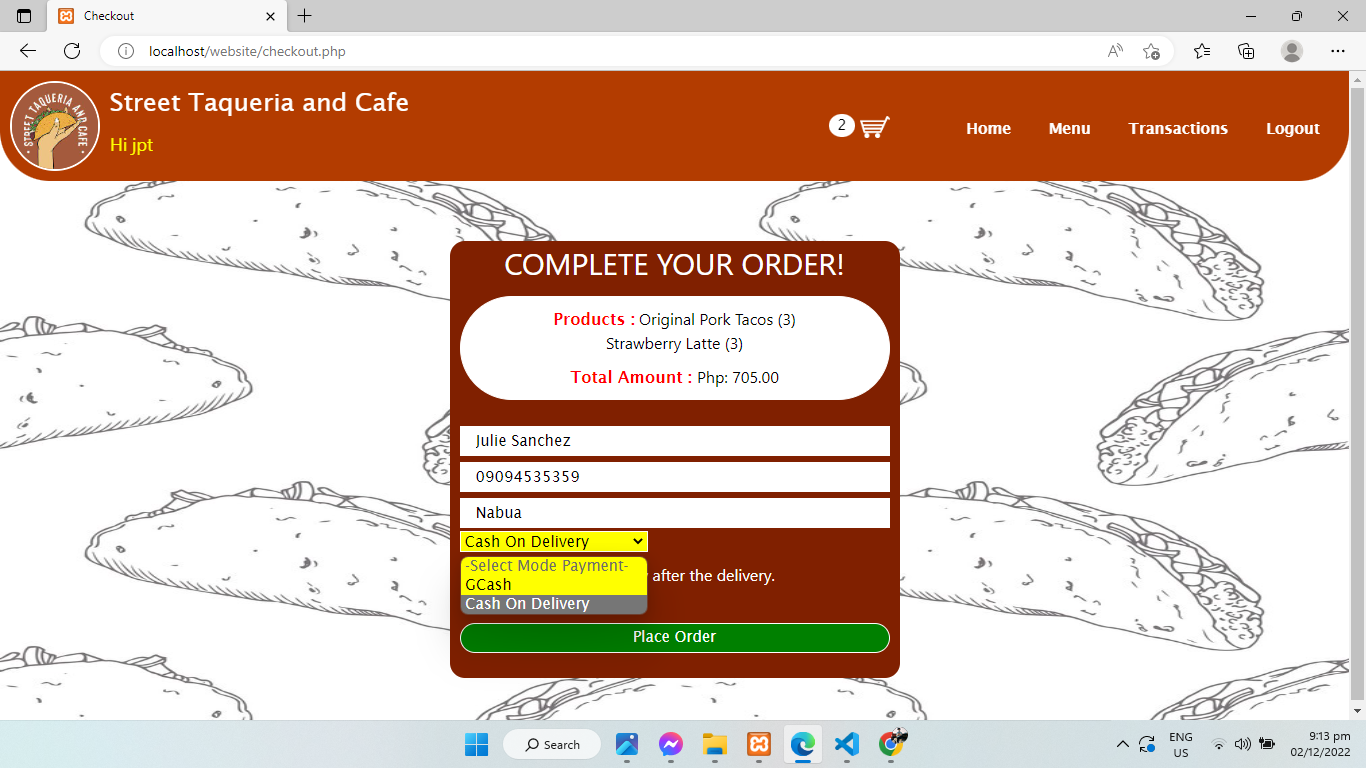 Checkout
localhost/website/checkout.php
STREET TAQUERIA AND CAFE
Street Taqueria and Cafe
Hi jpt
2
Home Menu Transactions Logout
COMPLETE YOUR ORDER!
Products : Original Pork Tacos (3)
Strawberry Latte (3)
Total Amount : Php: 705.00
Julie Sanchez
09094535359
Nabua
Cash On Delivery
-Select Mode Payment-
GCash
Cash On Delivery
after the delivery.
Place Order
Search
ENG
US
9:13 pm
02/12/2022